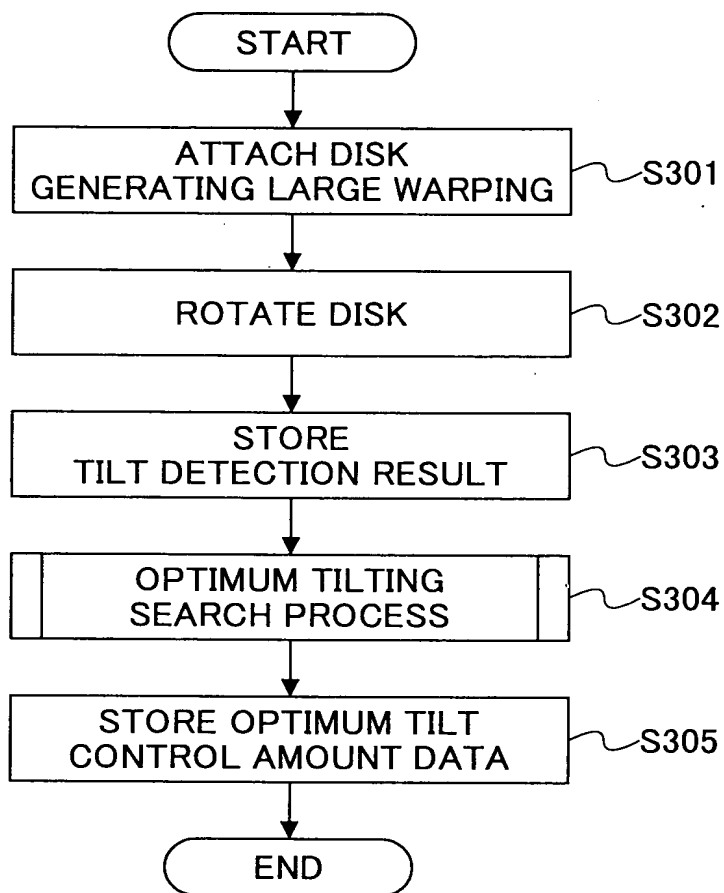 START
ATTACH DISK
GENERATING LARGE WARPING
S301
ROTATE DISK
S302
STORE
TILT DETECTION RESULT
S303
OPTIMUM TILTING
SEARCH PROCESS
S304
STORE OPTIMUM TILT
CONTROL AMOUNT DATA
S305
END